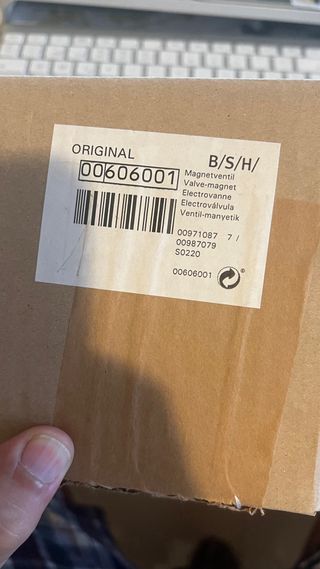 ORIGINAL
B/S/H/
00606001
Magnetventil
Valve-magnet
Electrovanne
Electroválvula
Ventil-manyetik
00971087 7 /
00987079
S0220
00606001